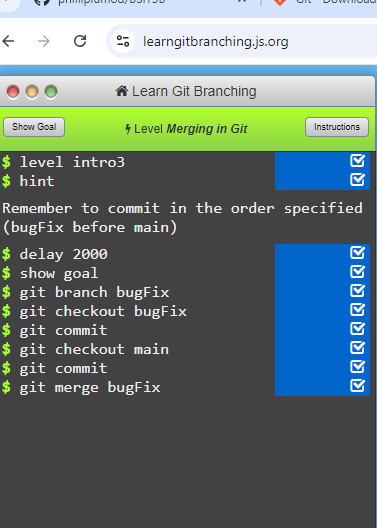 Git - Download
learngitbranching.js.org
Learn Git Branching
Show Goal
Level Merging in Git
Instructions
$ level intro3
$ hint
Remember to commit in the order specified
(bugFix before main)
$ delay 2000
$ show goal
$ git branch bugFix
$ git checkout bugFix
$ git commit
$ git checkout main
$ git commit
$ git merge bugFix